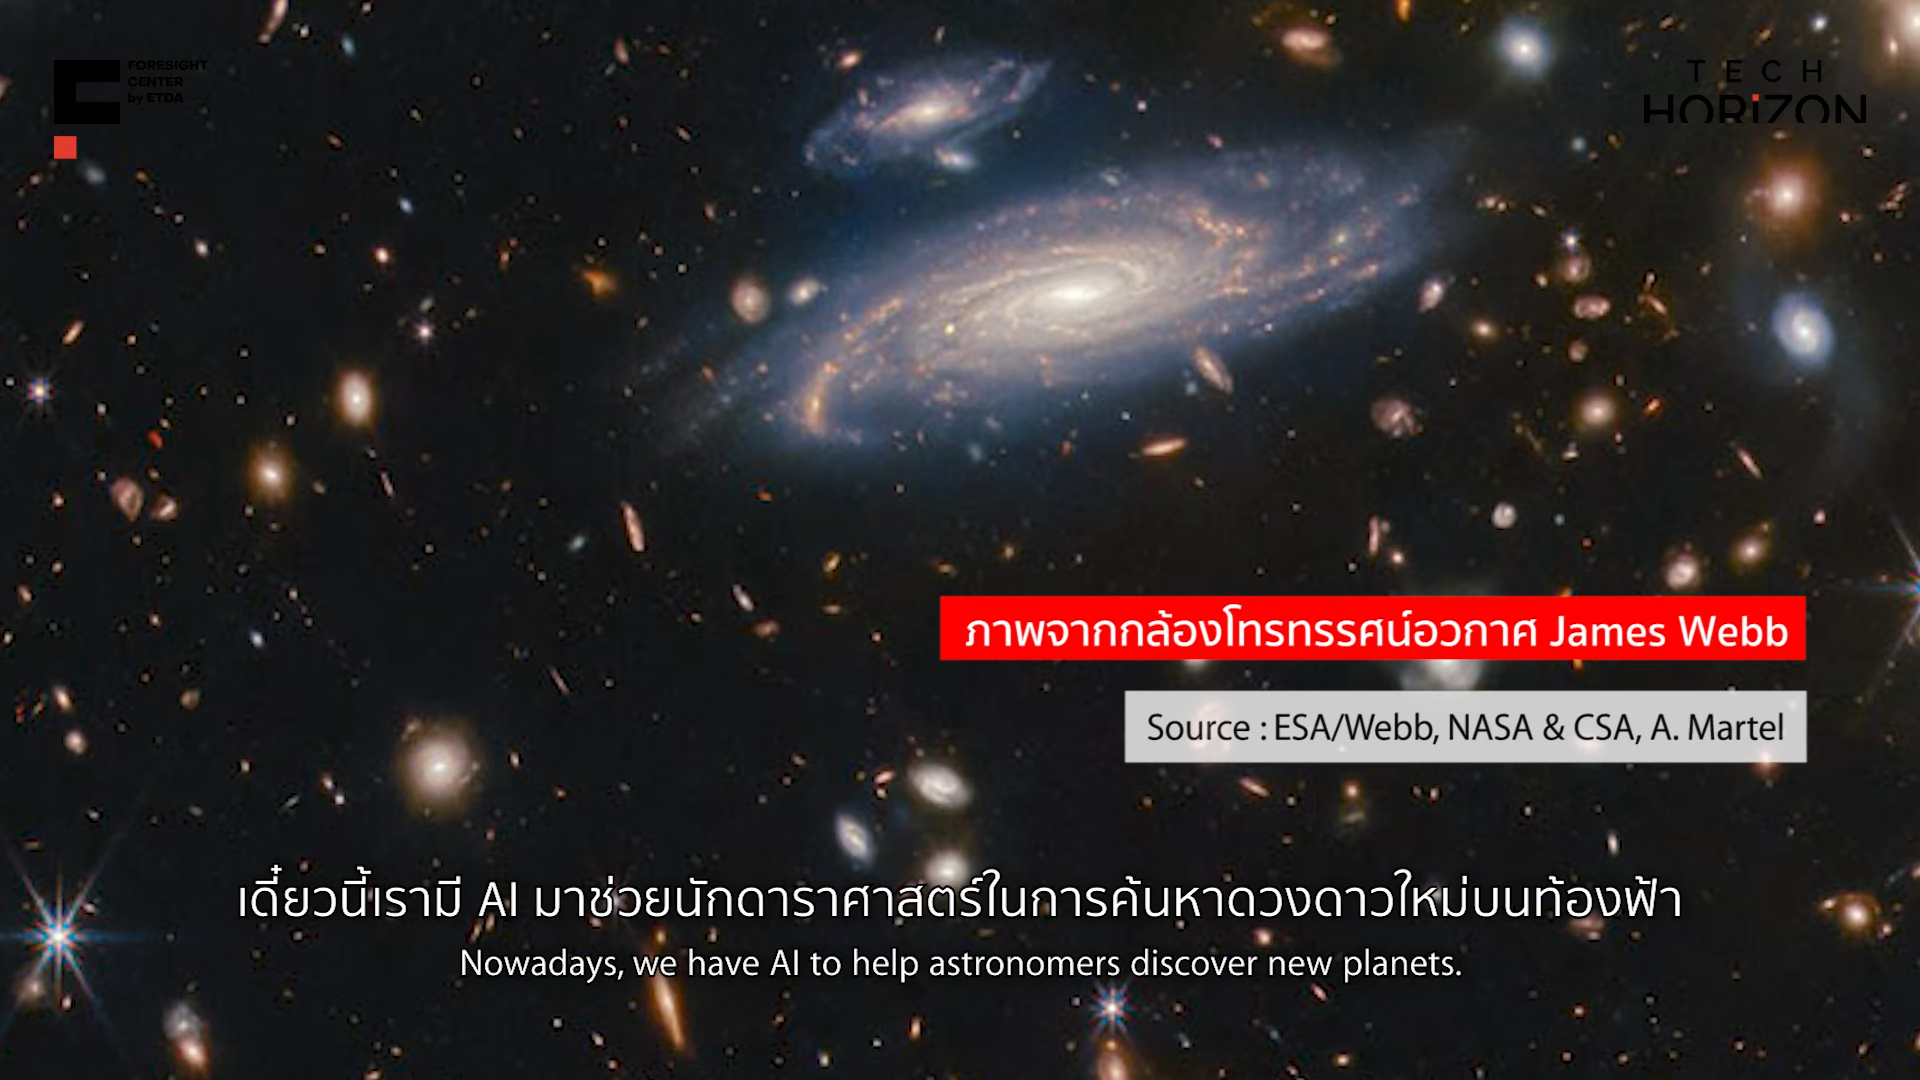 FORESIGHT
CENTER
by ETDA
TECH
HORiZON
ภาพจากกล้องโทรทรรศน์อวกาศ James Webb
Source : ESA/Webb, NASA & CSA, A. Martel
เดี๋ยวนี้เรามี AI มาช่วยนักดาราศาสตร์ในการค้นหาดวงดาวใหม่บนท้องฟ้า
Nowadays, we have AI to help astronomers discover new planets.